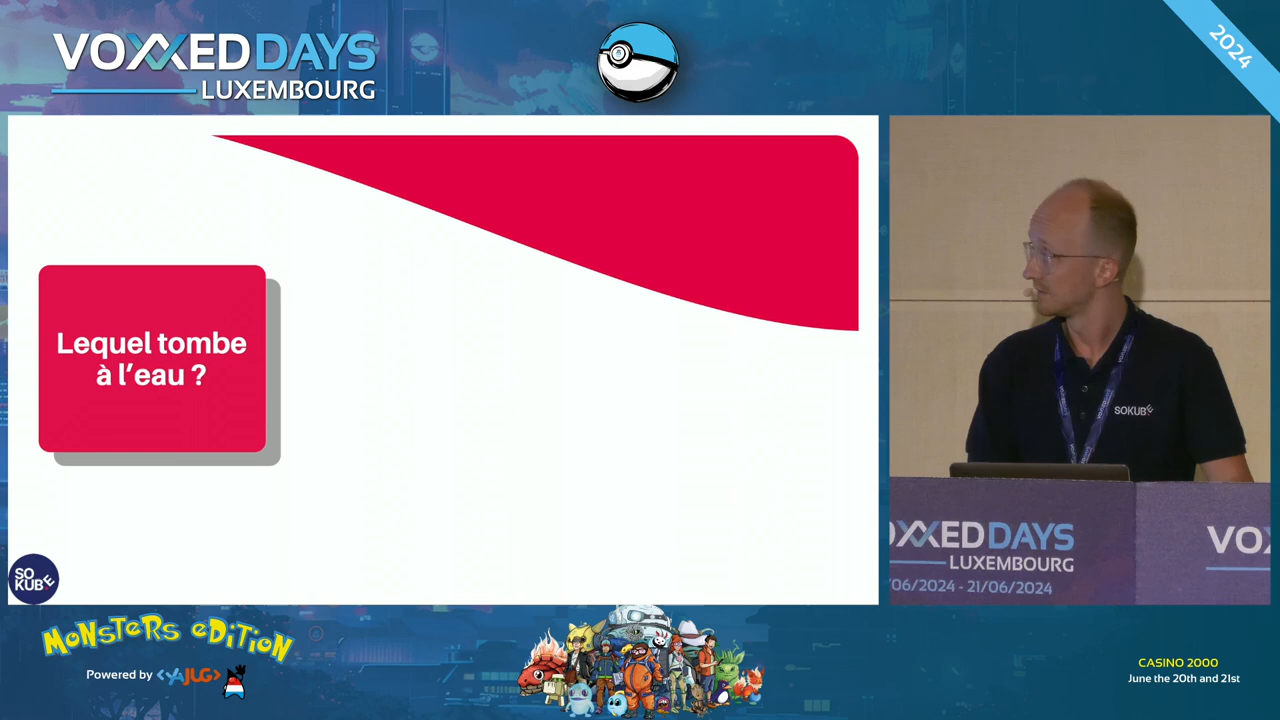 VOXXED DAYS
LUXEMBOURG
2024
Lequel tombe
à l’eau ?
SO
KUBE
SOKUBE
XXED DAYS
LUXEMBOURG
/06/2024 - 21/06/2024
VOX
MONSTERS EDITION
Powered by <YAJUG>
CASINO 2000
June the 20th and 21st